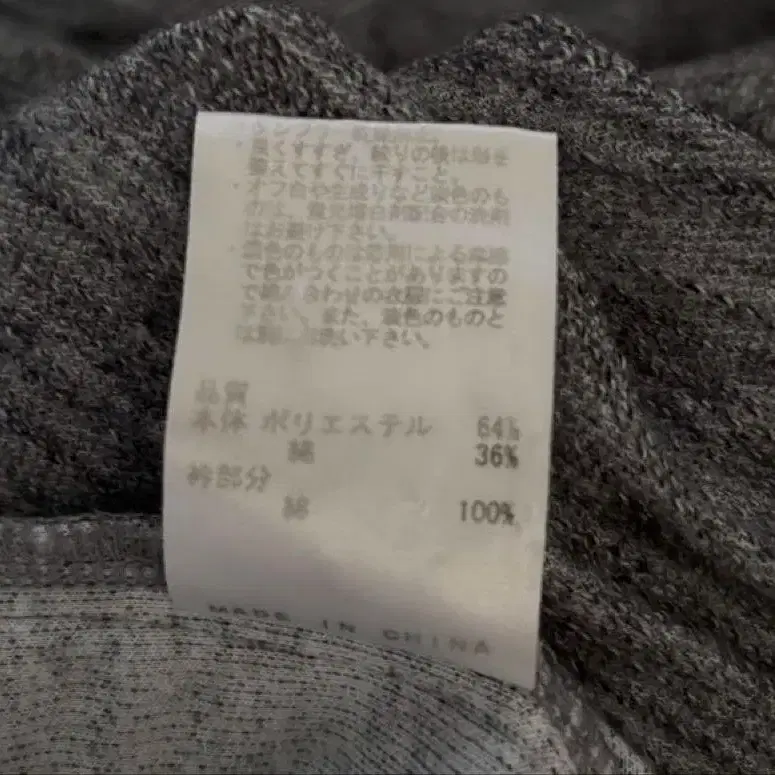 ・良くすすぎ、絞りの後は形を
整えてすぐに干すこと。
・オフ白や生成りなど淡色のも
のは、蛍光増白剤配合の洗剤
はお避け下さい。
・濃色のものは着用による摩擦
で色がつくことがありますの
で組み合わせの衣服にご注意
下さい。また、濃色のものと
は別に洗い下さい。
品質
本体 ポリエステル 64%
綿 36%
衿部分
綿 100%
MADE IN CHINA